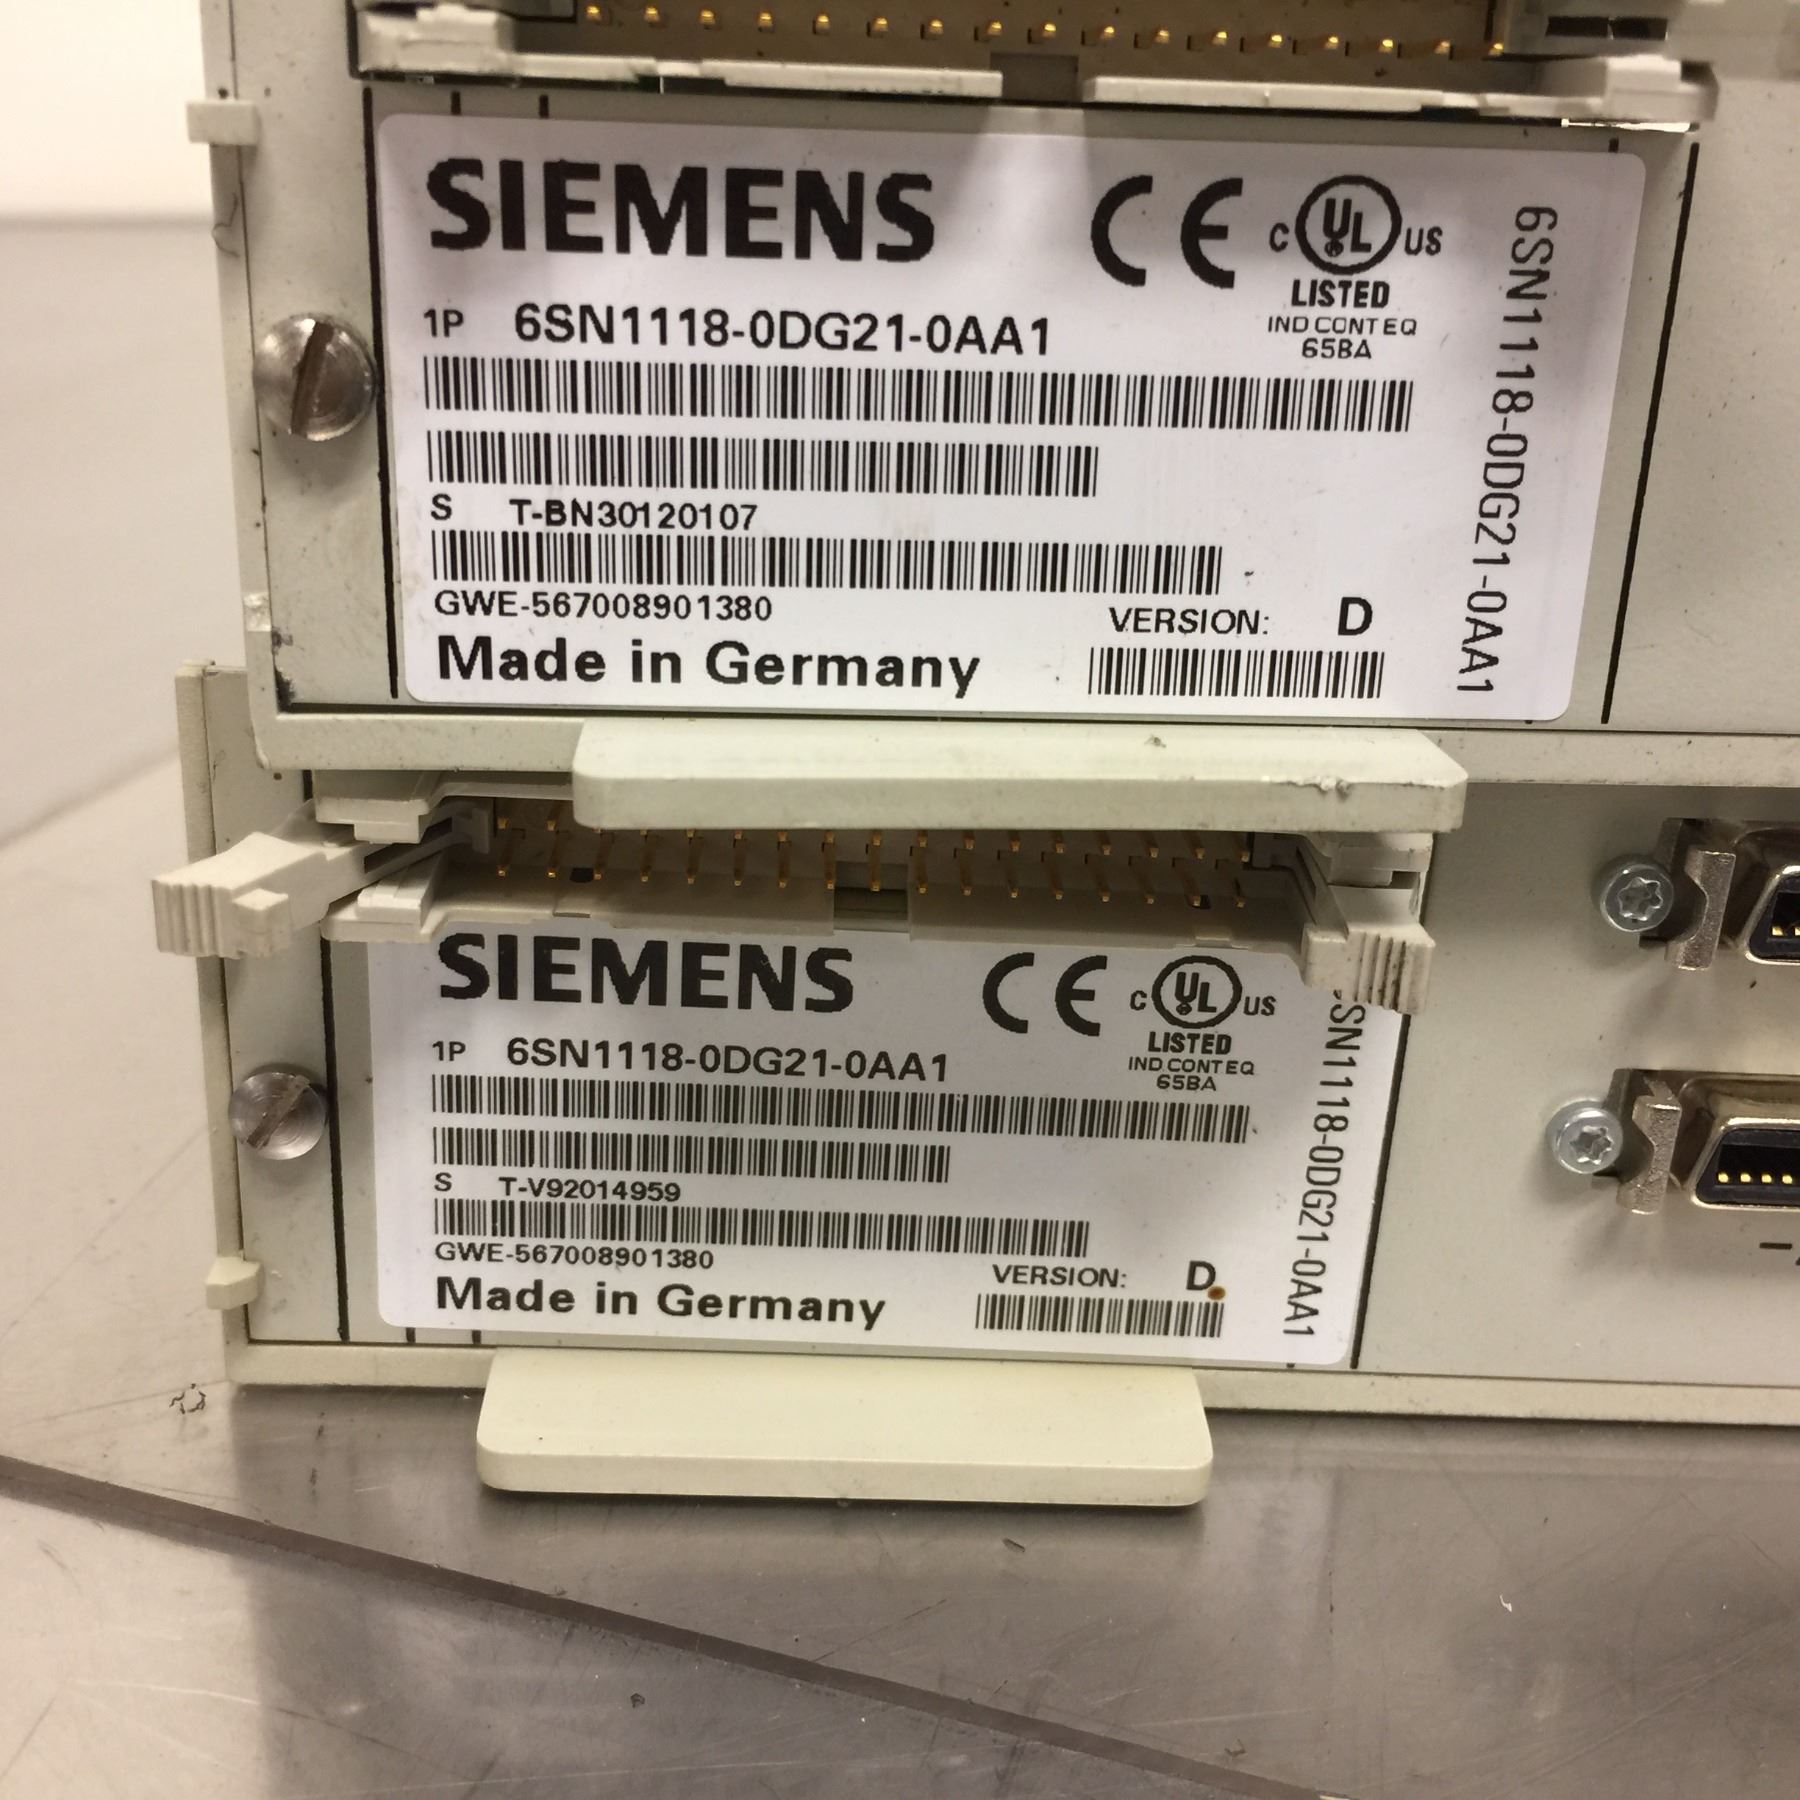 SIEMENS
C UL US
LISTED
IND CONT EQ
65BA
1P 6SN1118-0DG21-0AA1
S T-BN30120107
GWE-567008901380
VERSION: D
Made in Germany
6SN1118-0DG21-0AA1
SIEMENS
C UL US
LISTED
IND CONT EQ
65BA
1P 6SN1118-0DG21-0AA1
S T-V92014959
GWE-567008901380
VERSION: D
Made in Germany
6SN1118-0DG21-0AA1